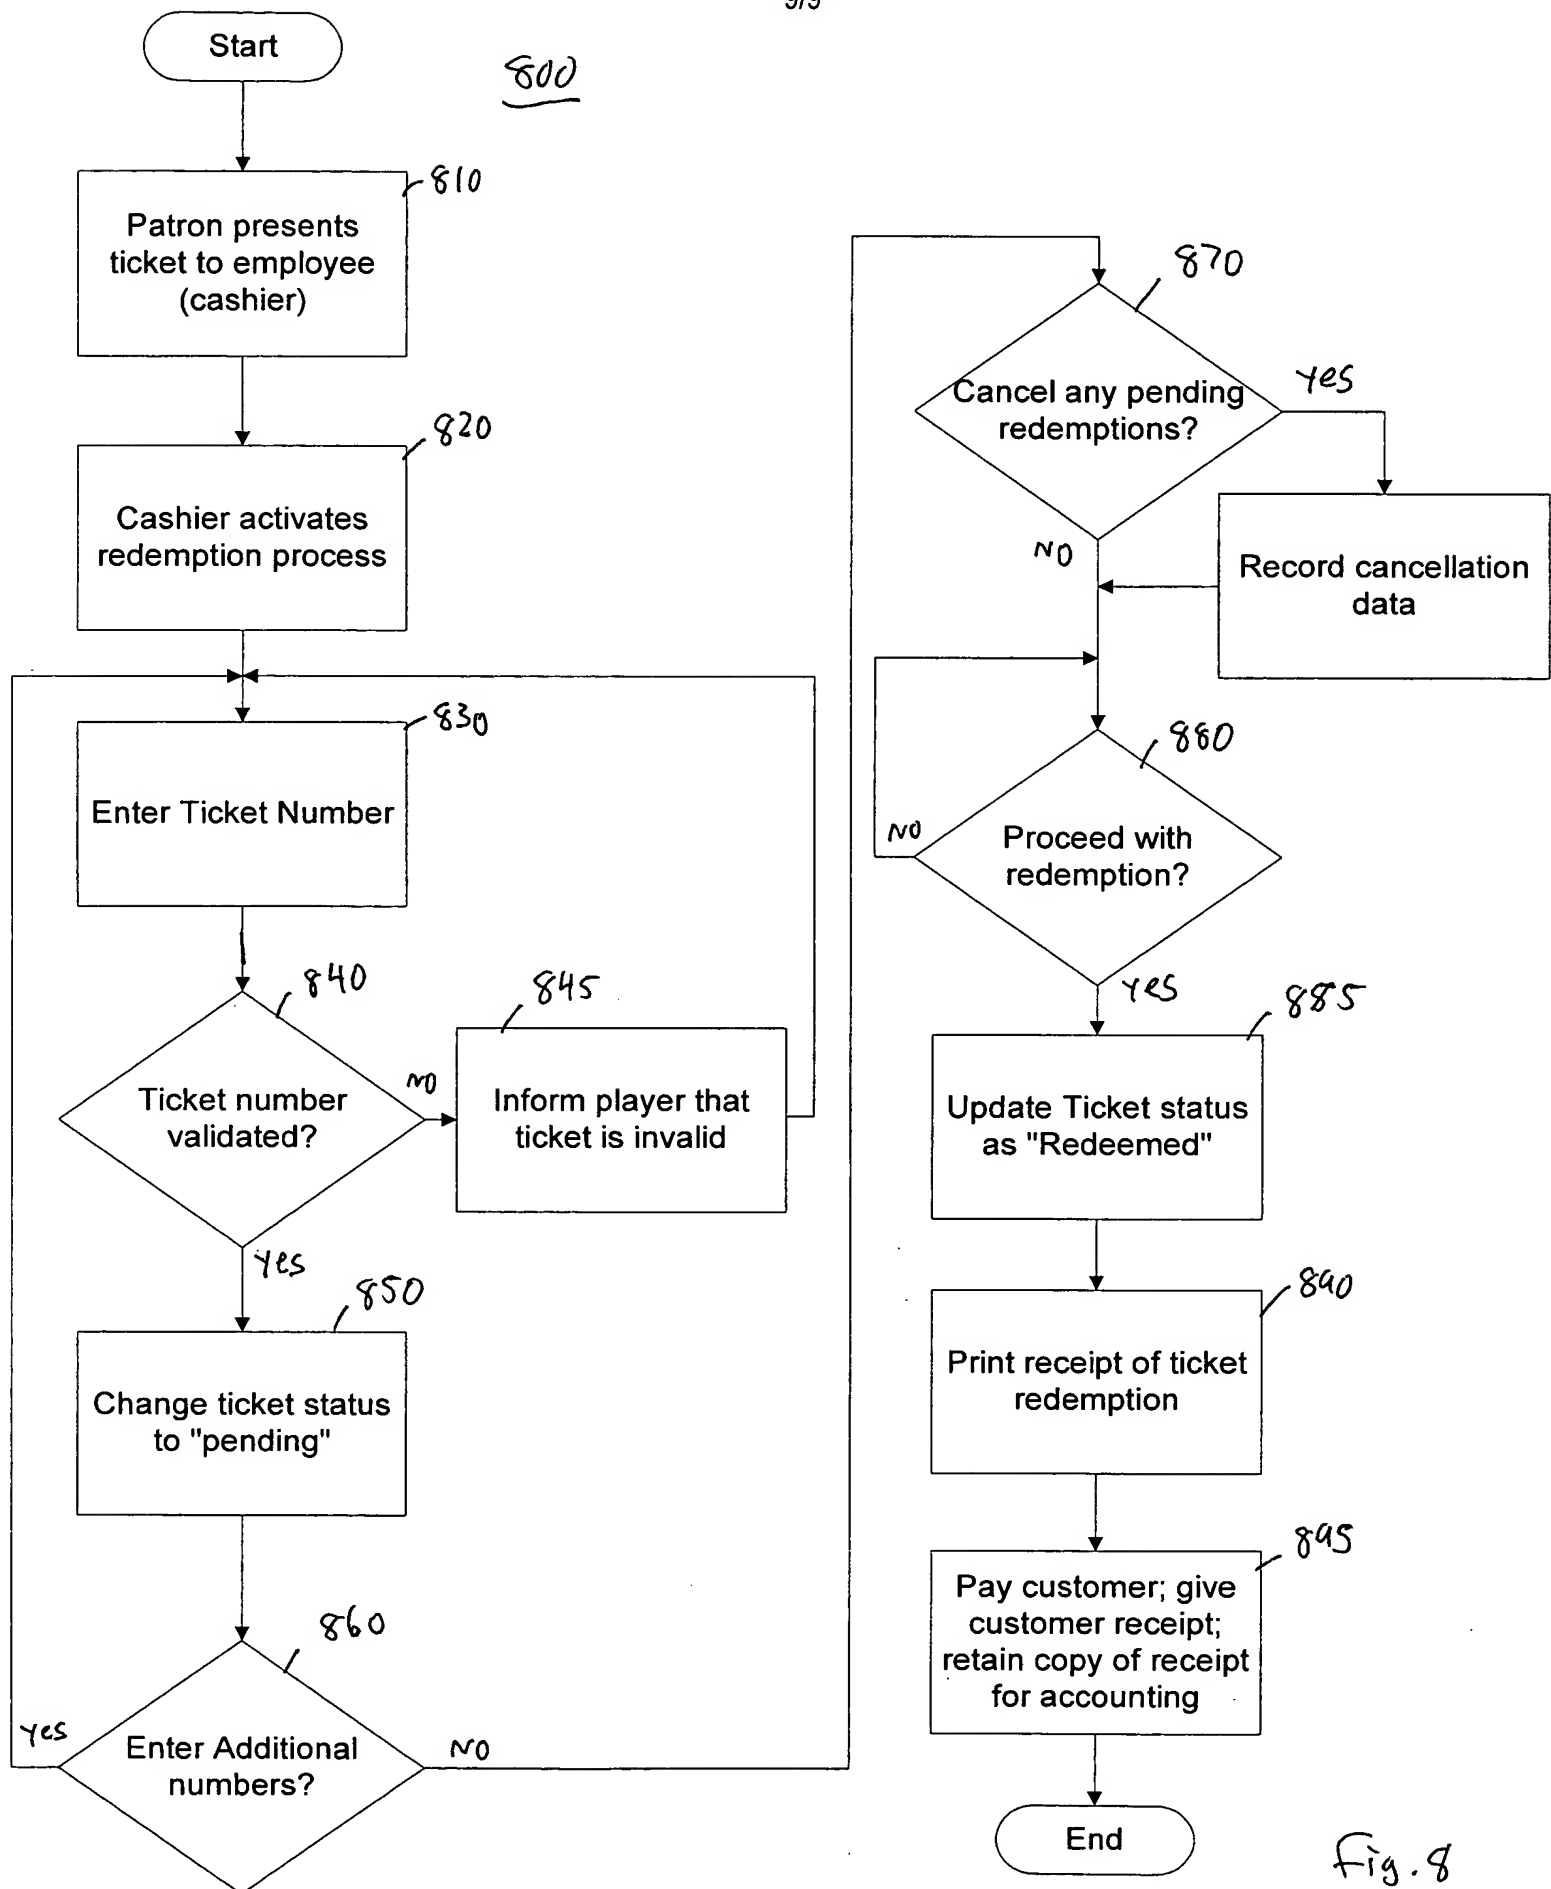 Start
800
810
Patron presents
ticket to employee
(cashier)
820
Cashier activates
redemption process
830
Enter Ticket Number
840
Ticket number
validated?
NO
845
Inform player that
ticket is invalid
yes
850
Change ticket status
to "pending"
860
Enter Additional
numbers?
yes
NO
870
Cancel any pending
redemptions?
yes
NO
Record cancellation
data
880
Proceed with
redemption?
NO
yes
885
Update Ticket status
as "Redeemed"
890
Print receipt of ticket
redemption
895
Pay customer; give
customer receipt;
retain copy of receipt
for accounting
End
Fig. 8